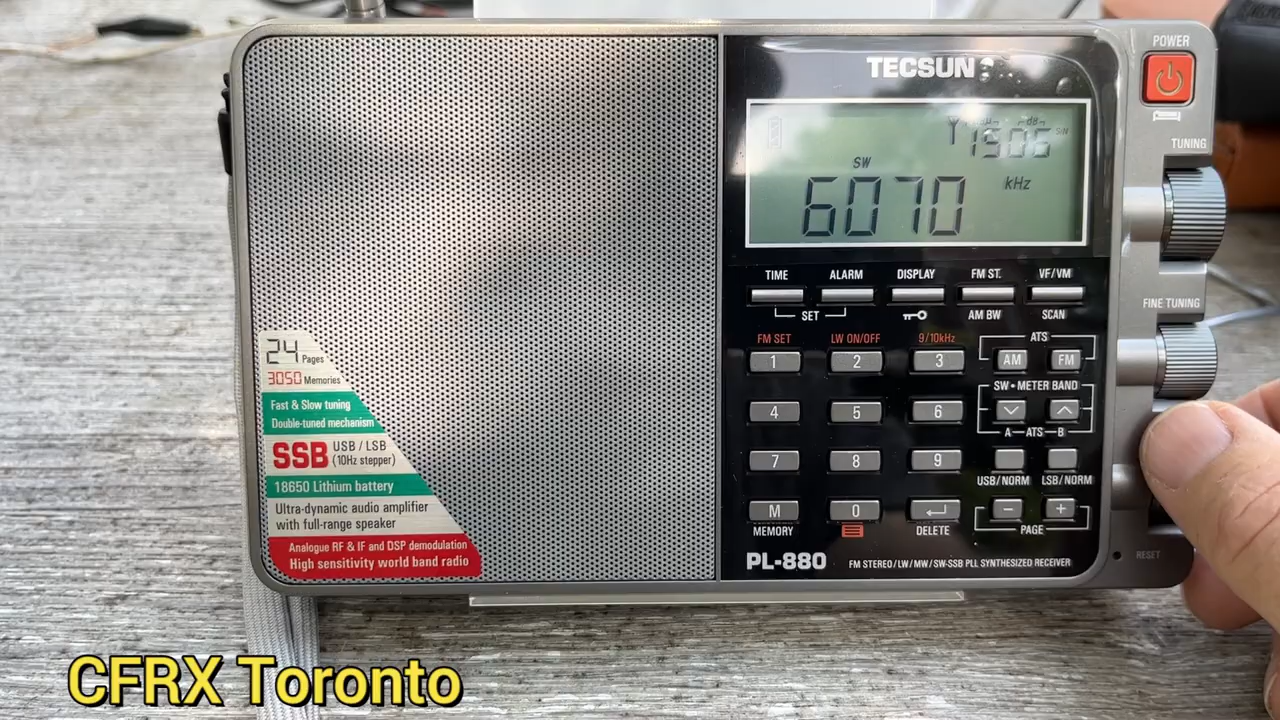 TECSUN
POWER
TUNING
SW
6070 kHz
TIME ALARM DISPLAY FM ST. VF/VM
SET AM BW SCAN
FINE TUNING
FM SET LW ON/OFF 9/10kHz ATS
1 2 3 AM FM
SW • METER BAND
4 5 6
A ATS B
7 8 9
USB/NORM LSB/NORM
M 0 - +
MEMORY DELETE PAGE
RESET
PL-880 FM STEREO/LW/MW/SW-SSB PLL SYNTHESIZED RECEIVER
24 Pages
3050 Memories
Fast & Slow tuning
Double-tuned mechanism
SSB USB / LSB
(10Hz stepper)
18650 Lithium battery
Ultra-dynamic audio amplifier
with full-range speaker
Analogue RF & IF and DSP demodulation
High sensitivity world band radio
CFRX Toronto